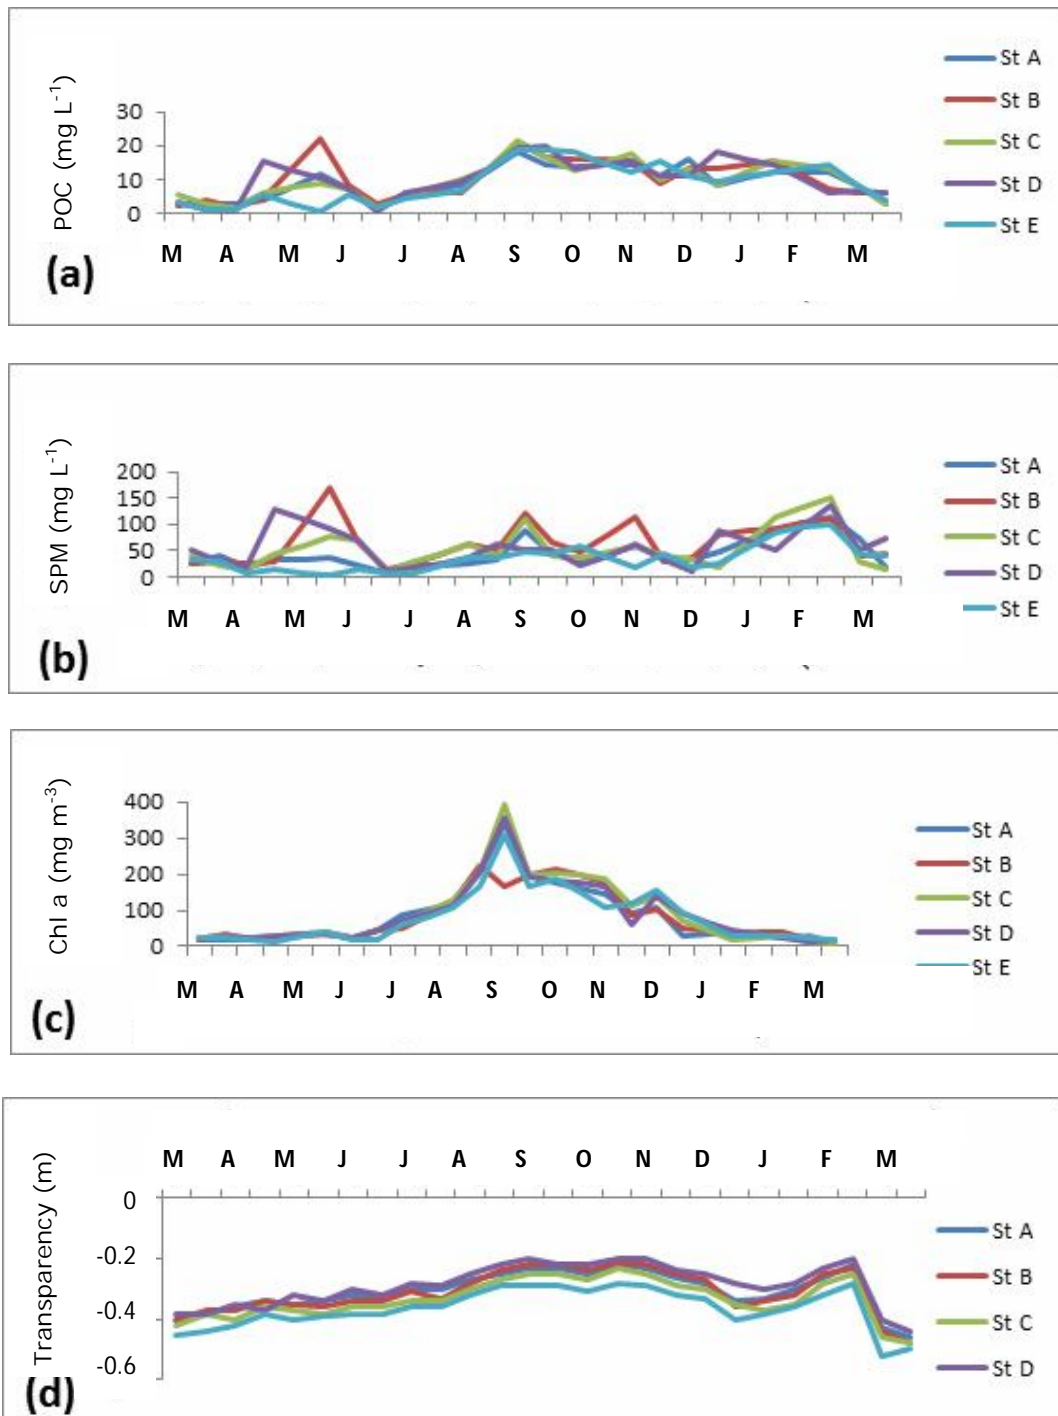 POC (mg L-1)
30
20
10
0
M A M J J A S O N D J F M
St A
St B
St C
St D
St E
(a)
SPM (mg L-1)
200
150
100
50
0
M A M J J A S O N D J F M
St A
St B
St C
St D
St E
(b)
Chl a (mg m-3)
400
300
200
100
0
M A M J J A S O N D J F M
St A
St B
St C
St D
St E
(c)
M A M J J A S O N D J F M
Transparency (m)
0
-0.2
-0.4
-0.6
St A
St B
St C
St D
(d)